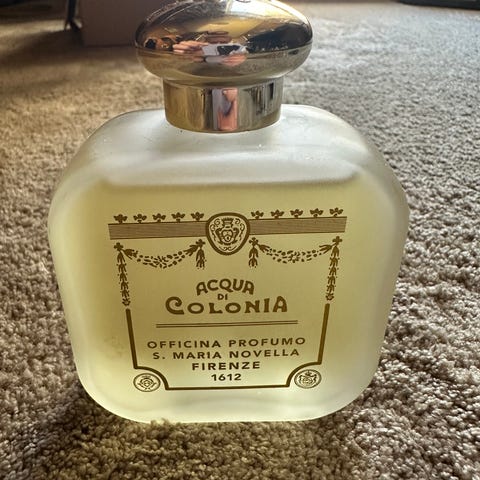 ACQUA
DI
COLONIA
OFFICINA PROFUMO
S. MARIA NOVELLA
FIRENZE
1612